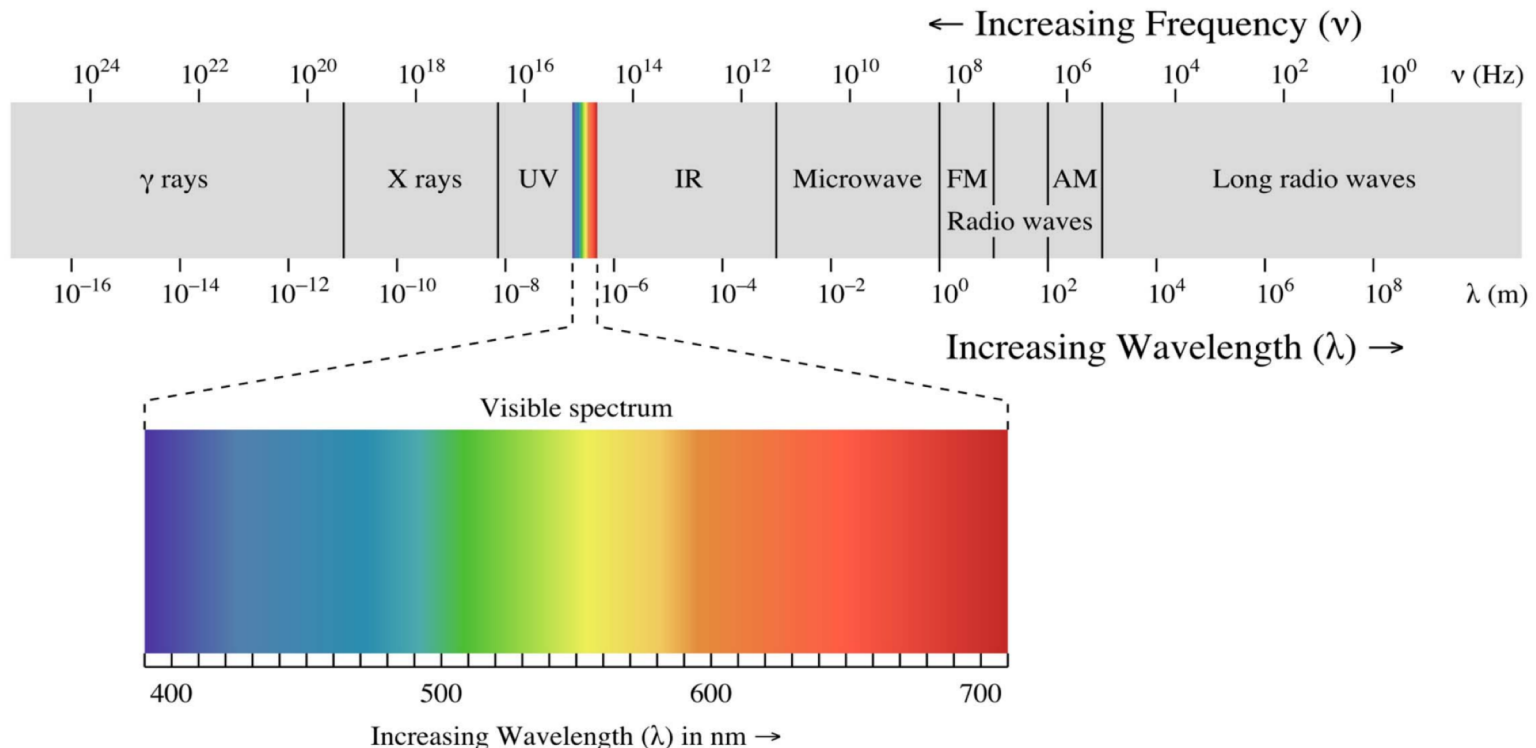 ← Increasing Frequency (ν)
10²⁴ 10²² 10²⁰ 10¹⁸ 10¹⁶ 10¹⁴ 10¹² 10¹⁰ 10⁸ 10⁶ 10⁴ 10² 10⁰ ν (Hz)
γ rays X rays UV IR Microwave FM AM Long radio waves
Radio waves
10⁻¹⁶ 10⁻¹⁴ 10⁻¹² 10⁻¹⁰ 10⁻⁸ 10⁻⁶ 10⁻⁴ 10⁻² 10⁰ 10² 10⁴ 10⁶ 10⁸ λ (m)
Increasing Wavelength (λ) →
Visible spectrum
400 500 600 700
Increasing Wavelength (λ) in nm →